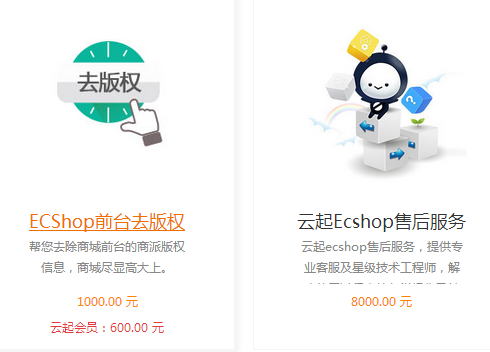 去版权
?
ECShop前台去版权
帮您去除商城前台的商派版权
信息，商城尽显高大上。
1000.00 元
云起会员：600.00 元
云起Ecshop售后服务
云起ecshop售后服务，提供专
业客服及星级技术工程师，解
8000.00 元